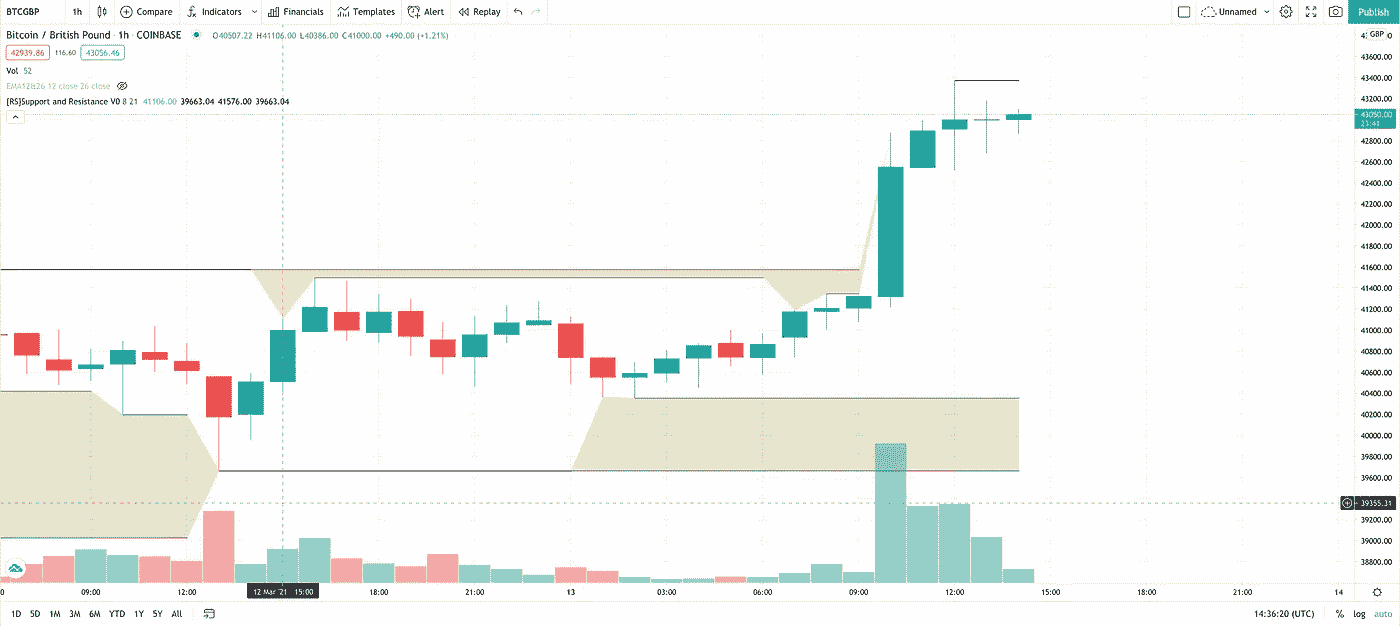 BTCGBP 1h Compare Indicators Financials Templates Alert Replay Unnamed Publish
Bitcoin / British Pound · 1h · COINBASE O40507.22 H41106.00 L40386.00 C41000.00 +490.00 (+1.21%)
GBP
42939.86 116.60 43056.46
Vol 52
EMA12&26 12 close 26 close
[RS]Support and Resistance V0 8 21 41106.00 39663.04 41576.00 39663.04
43600.00
43400.00
43200.00
43050.00
23:41
42800.00
42600.00
42400.00
42200.00
42000.00
41800.00
41600.00
41400.00
41200.00
41000.00
40800.00
40600.00
40400.00
40200.00
40000.00
39800.00
39600.00
39355.31
39200.00
39000.00
38800.00
0 09:00 12:00 12 Mar '21 15:00 18:00 21:00 13 03:00 06:00 09:00 12:00 15:00 18:00 21:00 14
1D 5D 1M 3M 6M YTD 1Y 5Y All 14:36:20 (UTC) % log auto